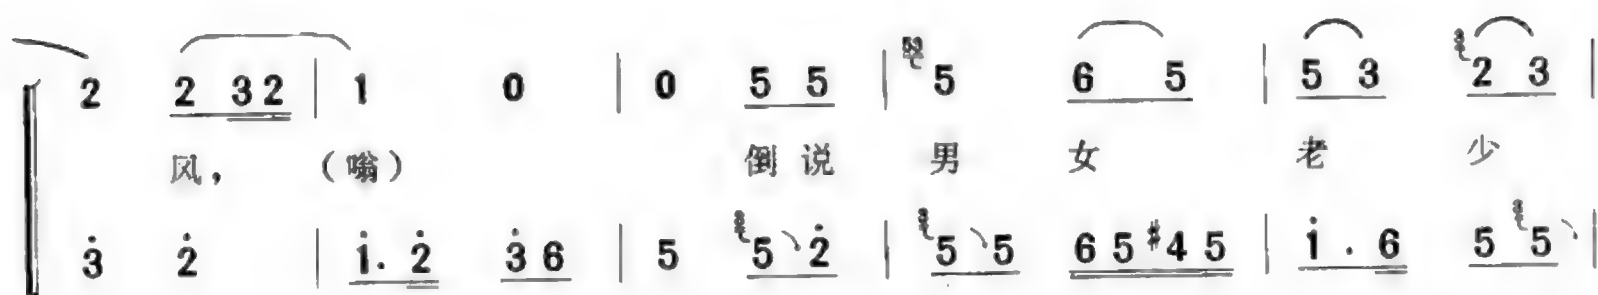 2 2 32 | 1 0 | 0 5 5 | 5 6 5 | 5 3 2 3 |
风，（嗡） 倒说 男 女 老 少
3̇ 2̇ | 1̇. 2̇ 3̇ 6 | 5 5 2̇ | 5 5 6 5 #4 5 | 1̇ . 6 5 5 |